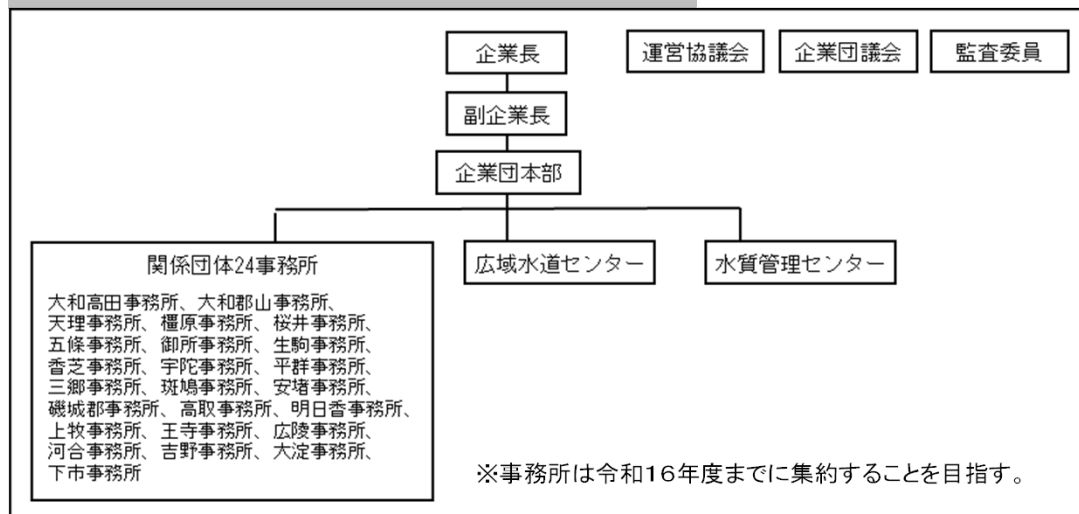 企業長
運営協議会
企業団議会
監査委員
副企業長
企業団本部
関係団体24事務所
広域水道センター
水質管理センター
大和高田事務所、大和郡山事務所、
天理事務所、橿原事務所、桜井事務所、
五條事務所、御所事務所、生駒事務所、
香芝事務所、宇陀事務所、平群事務所、
三郷事務所、斑鳩事務所、安堵事務所、
磯城郡事務所、高取事務所、明日香事務所、
上牧事務所、王寺事務所、広陵事務所、
河合事務所、吉野事務所、大淀事務所、
下市事務所
※事務所は令和16年度までに集約することを目指す。